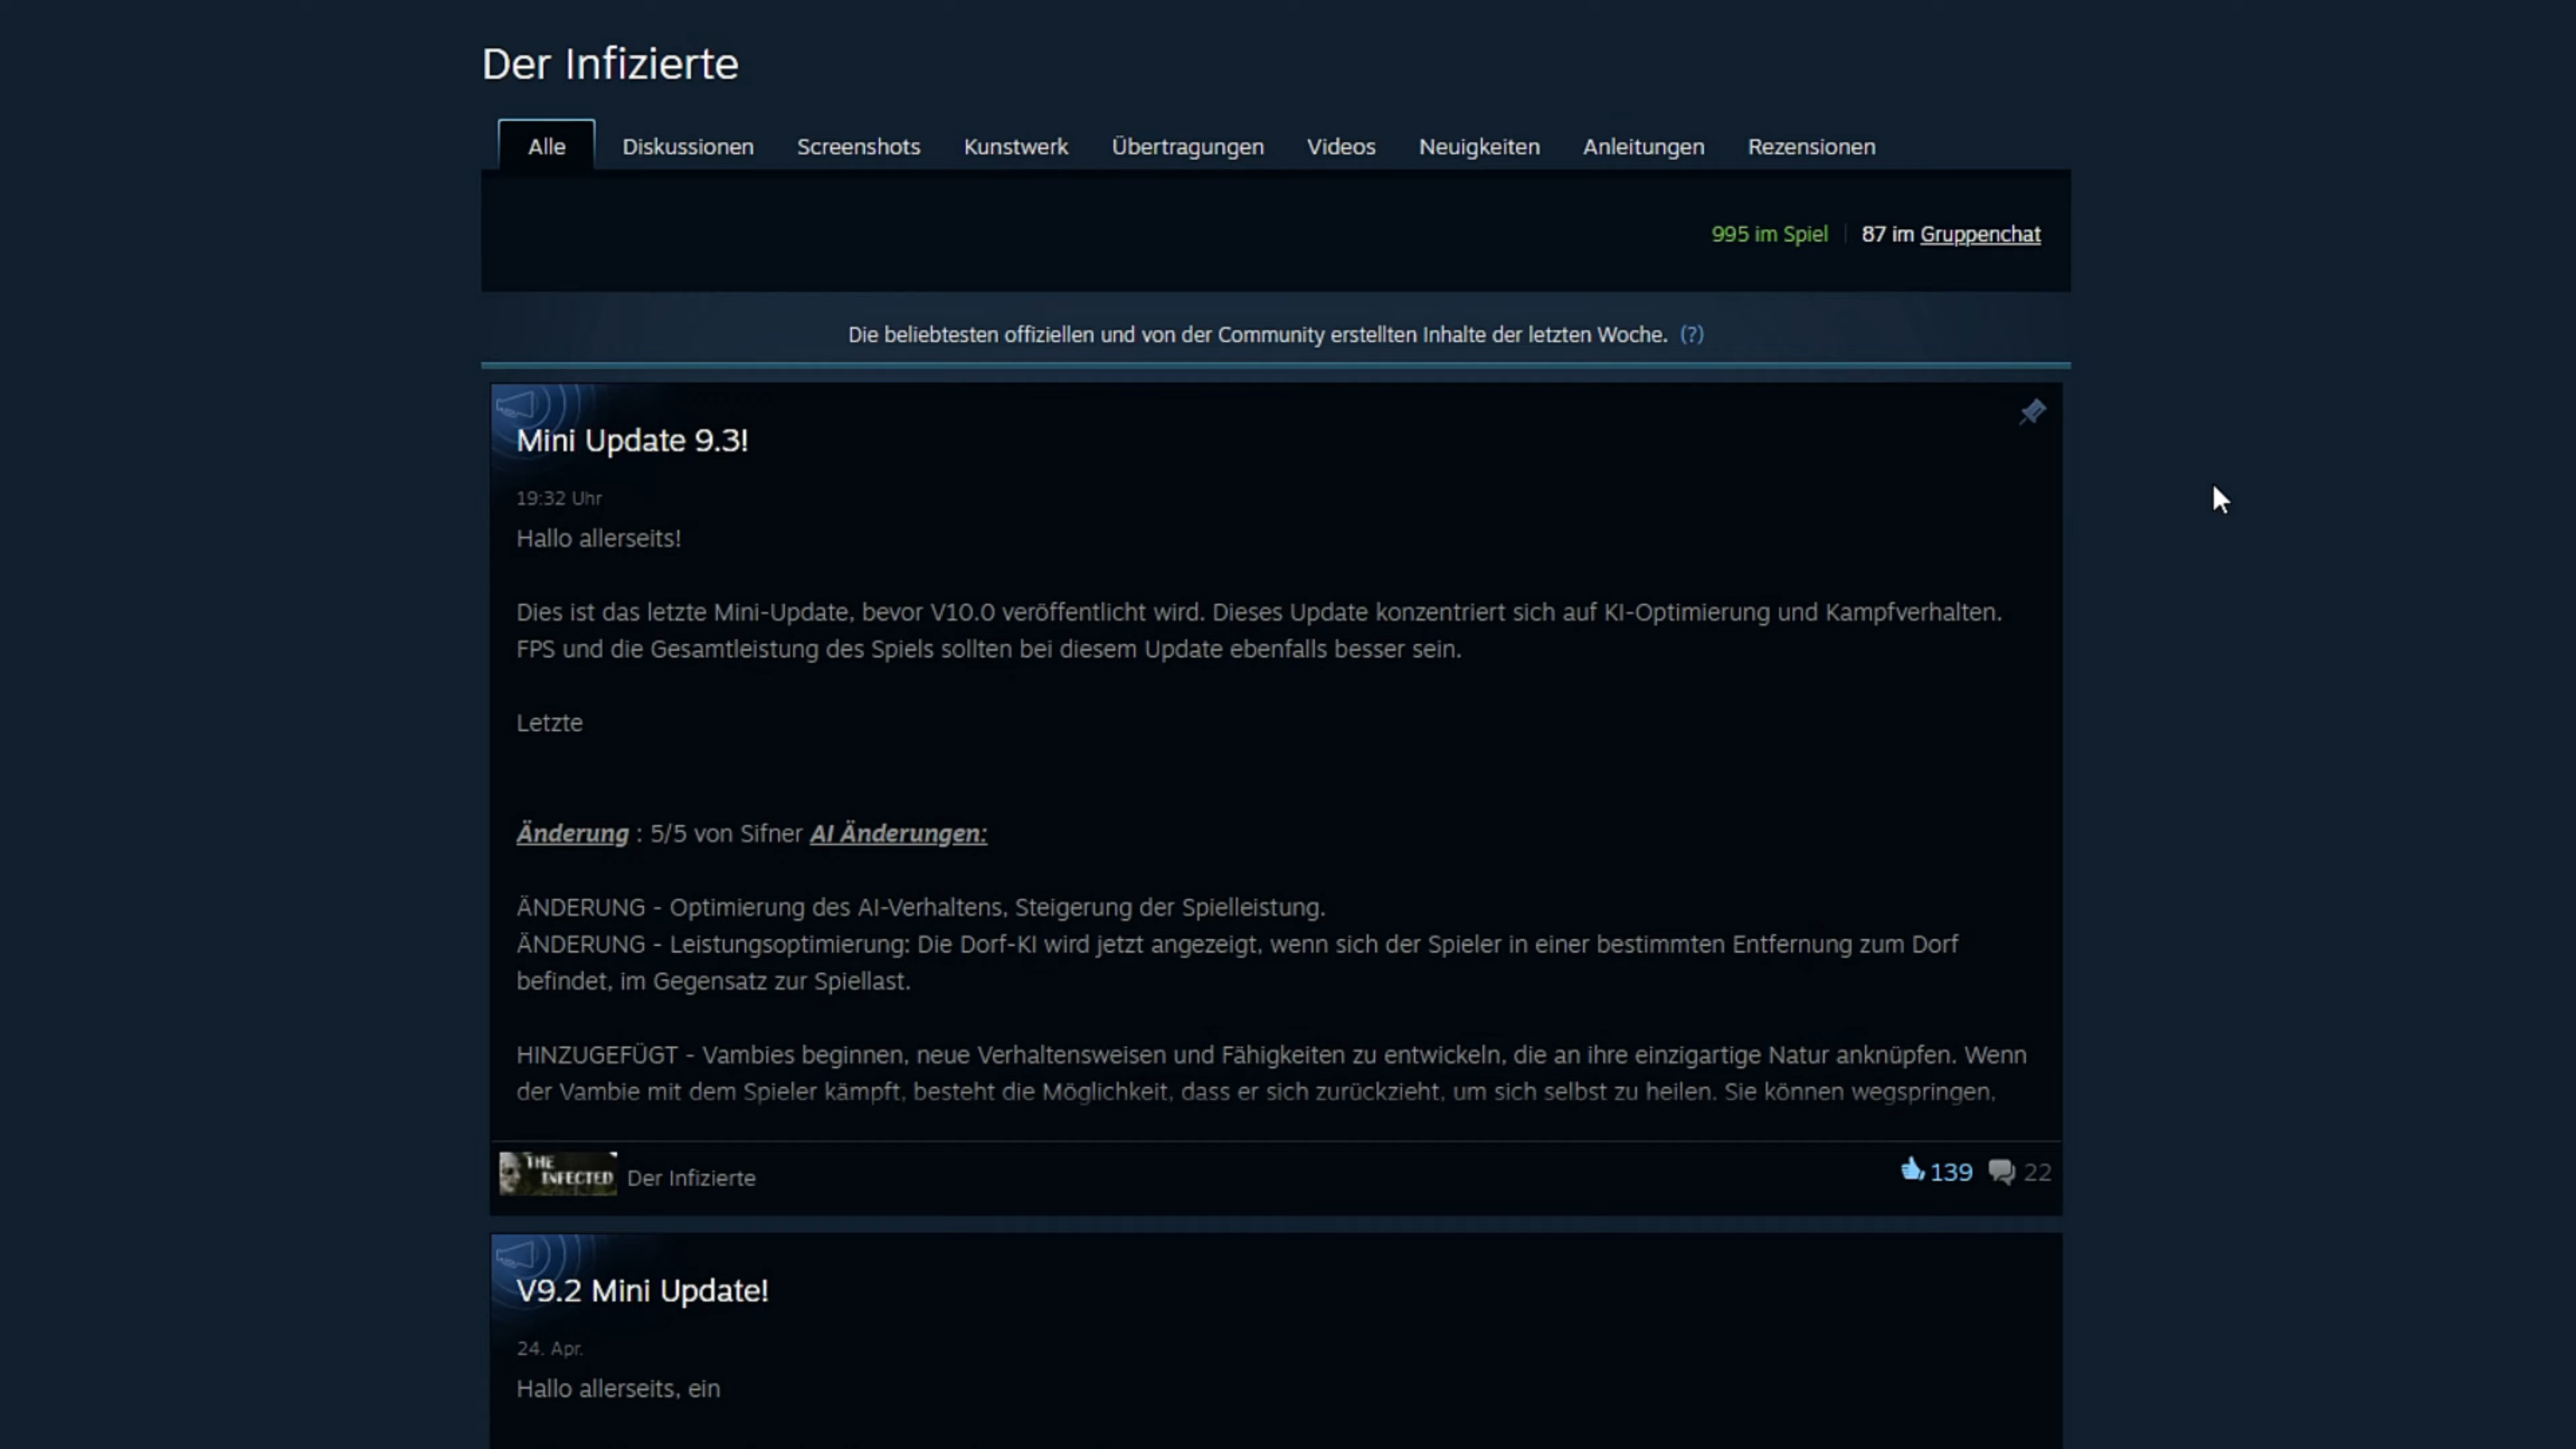 Der Infizierte
Alle Diskussionen Screenshots Kunstwerk Übertragungen Videos Neuigkeiten Anleitungen Rezensionen
995 im Spiel 87 im Gruppenchat
Die beliebtesten offiziellen und von der Community erstellten Inhalte der letzten Woche. (?)
Mini Update 9.3!
19:32 Uhr
Hallo allerseits!
Dies ist das letzte Mini-Update, bevor V10.0 veröffentlicht wird. Dieses Update konzentriert sich auf KI-Optimierung und Kampfverhalten.
FPS und die Gesamtleistung des Spiels sollten bei diesem Update ebenfalls besser sein.
Letzte
Änderung : 5/5 von Sifner AI Änderungen:
ÄNDERUNG - Optimierung des AI-Verhaltens, Steigerung der Spielleistung.
ÄNDERUNG - Leistungsoptimierung: Die Dorf-KI wird jetzt angezeigt, wenn sich der Spieler in einer bestimmten Entfernung zum Dorf
befindet, im Gegensatz zur Spiellast.
HINZUGEFÜGT - Vambies beginnen, neue Verhaltensweisen und Fähigkeiten zu entwickeln, die an ihre einzigartige Natur anknüpfen. Wenn
der Vambie mit dem Spieler kämpft, besteht die Möglichkeit, dass er sich zurückzieht, um sich selbst zu heilen. Sie können wegspringen,
THE
INFECTED
Der Infizierte
139 22
V9.2 Mini Update!
24. Apr.
Hallo allerseits, ein